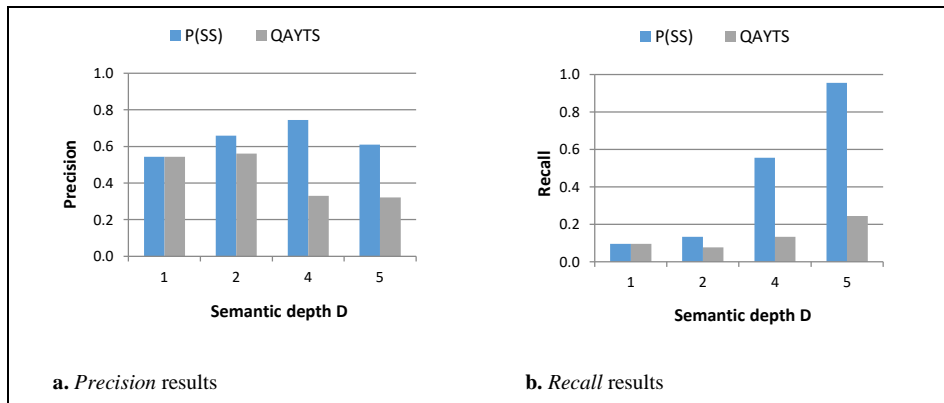 P(SS) QAYTS
1.0
0.8
0.6
0.4
0.2
0.0
Precision
1 2 4 5
Semantic depth D
a. Precision results
P(SS) QAYTS
1.0
0.8
0.6
0.4
0.2
0.0
Recall
1 2 4 5
Semantic depth D
b. Recall results